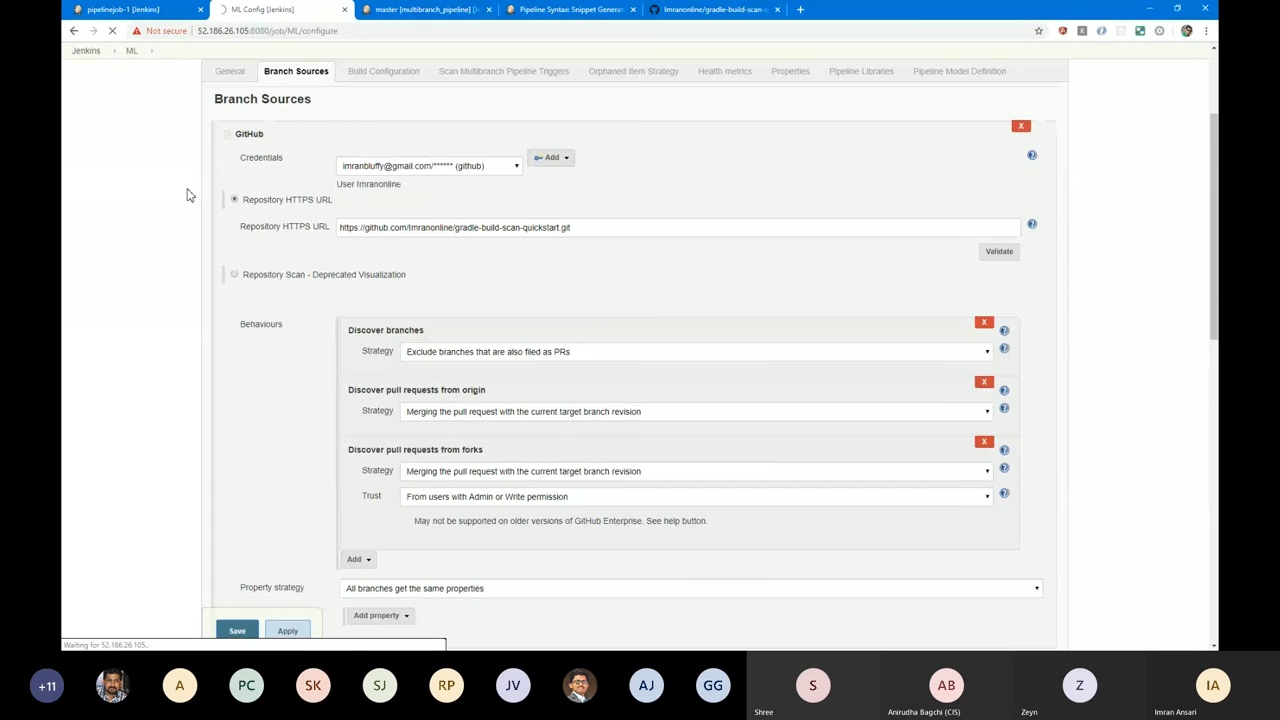 pipelinejob-1 [Jenkins]
ML Config [Jenkins]
master [multibranch_pipeline]
Pipeline Syntax: Snippet Generat
Imranonline/gradle-build-scan-q
Not secure
52.186.26.105:8080/job/ML/configure
Jenkins
ML
General
Branch Sources
Build Configuration
Scan Multibranch Pipeline Triggers
Orphaned Item Strategy
Health metrics
Properties
Pipeline Libraries
Pipeline Model Definition
Branch Sources
GitHub
X
Credentials
imranbluffy@gmail.com/****** (github)
Add
User Imranonline
Repository HTTPS URL
Repository HTTPS URL
https://github.com/Imranonline/gradle-build-scan-quickstart.git
Validate
Repository Scan - Deprecated Visualization
Behaviours
X
Discover branches
Strategy
Exclude branches that are also filed as PRs
X
Discover pull requests from origin
Strategy
Merging the pull request with the current target branch revision
X
Discover pull requests from forks
Strategy
Merging the pull request with the current target branch revision
Trust
From users with Admin or Write permission
May not be supported on older versions of GitHub Enterprise. See help button.
Add
Property strategy
All branches get the same properties
Add property
Save
Apply
Waiting for 52.186.26.105...
+11
A
PC
SK
SJ
RP
JV
AJ
GG
S
AB
Z
IA
Shree
Anirudha Bagchi (CIS)
Zeyn
Imran Ansari